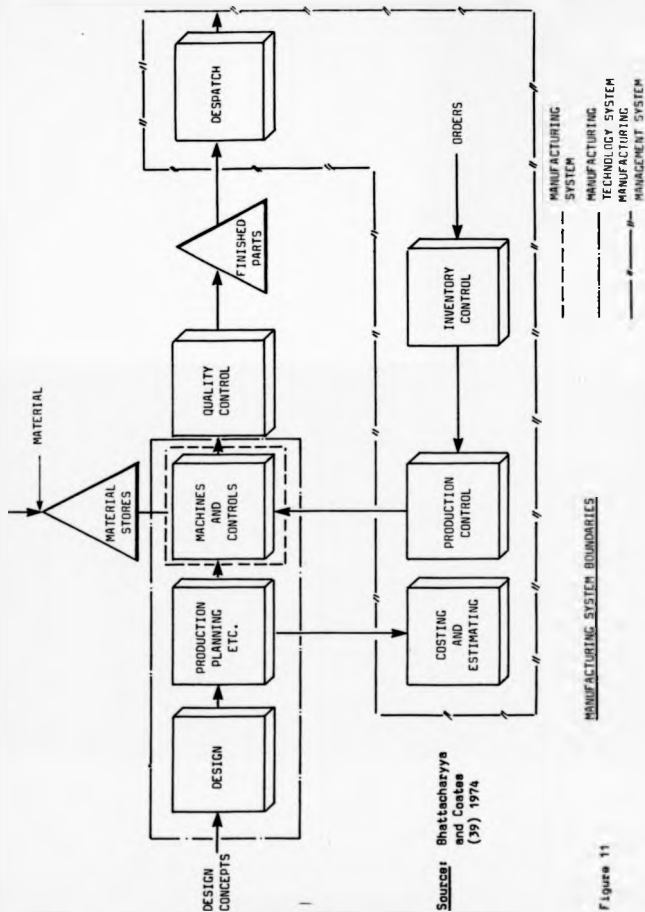 MATERIAL
MATERIAL
STORES
DESIGN
CONCEPTS
DESIGN
PRODUCTION
PLANNING
ETC.
MACHINES
AND
CONTROLS
QUALITY
CONTROL
FINISHED
PARTS
DESPATCH
COSTING
AND
ESTIMATING
PRODUCTION
CONTROL
INVENTORY
CONTROL
ORDERS
Source: Bhattacharyya
and Coates
(39) 1974
MANUFACTURING
SYSTEM
MANUFACTURING
TECHNOLOGY SYSTEM
MANUFACTURING
MANAGEMENT SYSTEM
Figure 11
MANUFACTURING SYSTEM BOUNDARIES